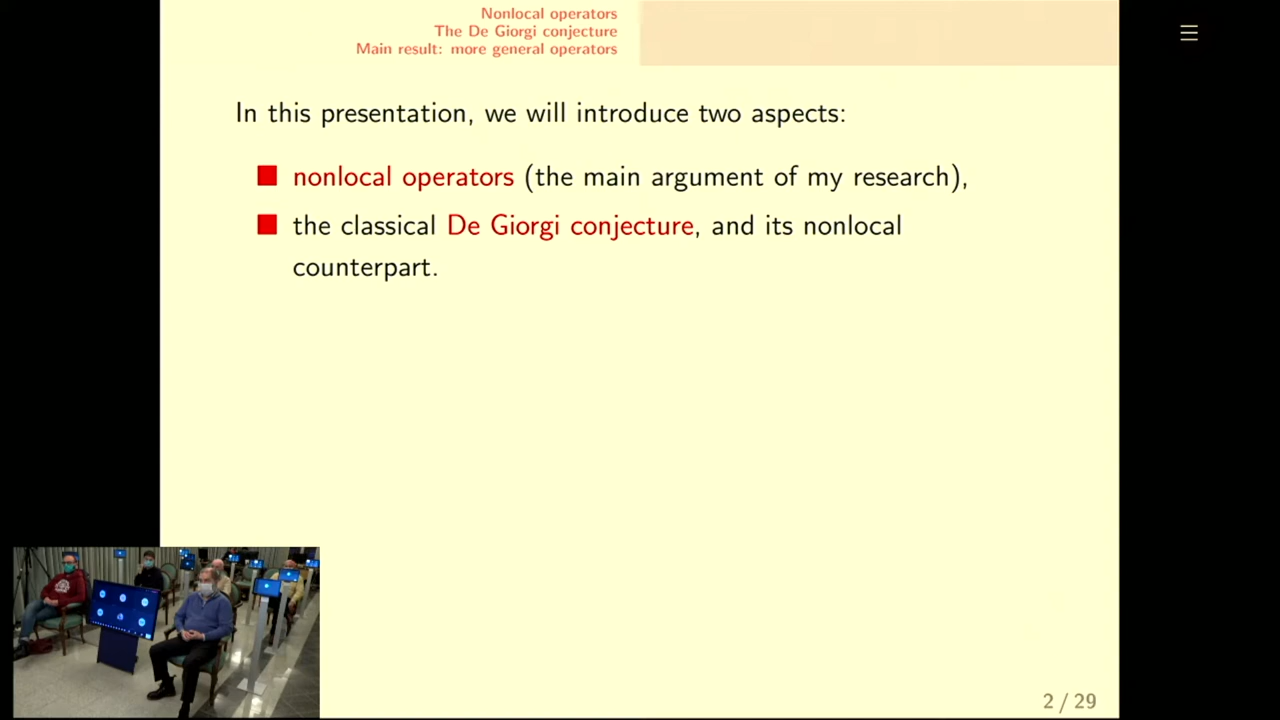 Nonlocal operators
The De Giorgi conjecture
Main result: more general operators
In this presentation, we will introduce two aspects:
nonlocal operators (the main argument of my research),
the classical De Giorgi conjecture, and its nonlocal
counterpart.
2 / 29